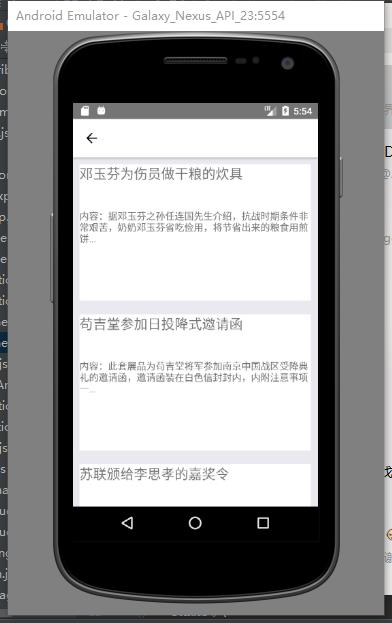 Android Emulator - Galaxy_Nexus_API_23:5554
5:54
邓玉芬为伤员做干粮的炊具
内容：据邓玉芬之孙任连国先生介绍，抗战时期条件非
常艰苦，奶奶邓玉芬省吃俭用，将节省出来的粮食用煎
饼...
苟吉堂参加日投降式邀请函
内容：此套展品为苟吉堂将军参加南京中国战区受降典
礼的邀请函，邀请函装在白色信封封内，内附注意事项
一...
苏联颁给李思孝的嘉奖令